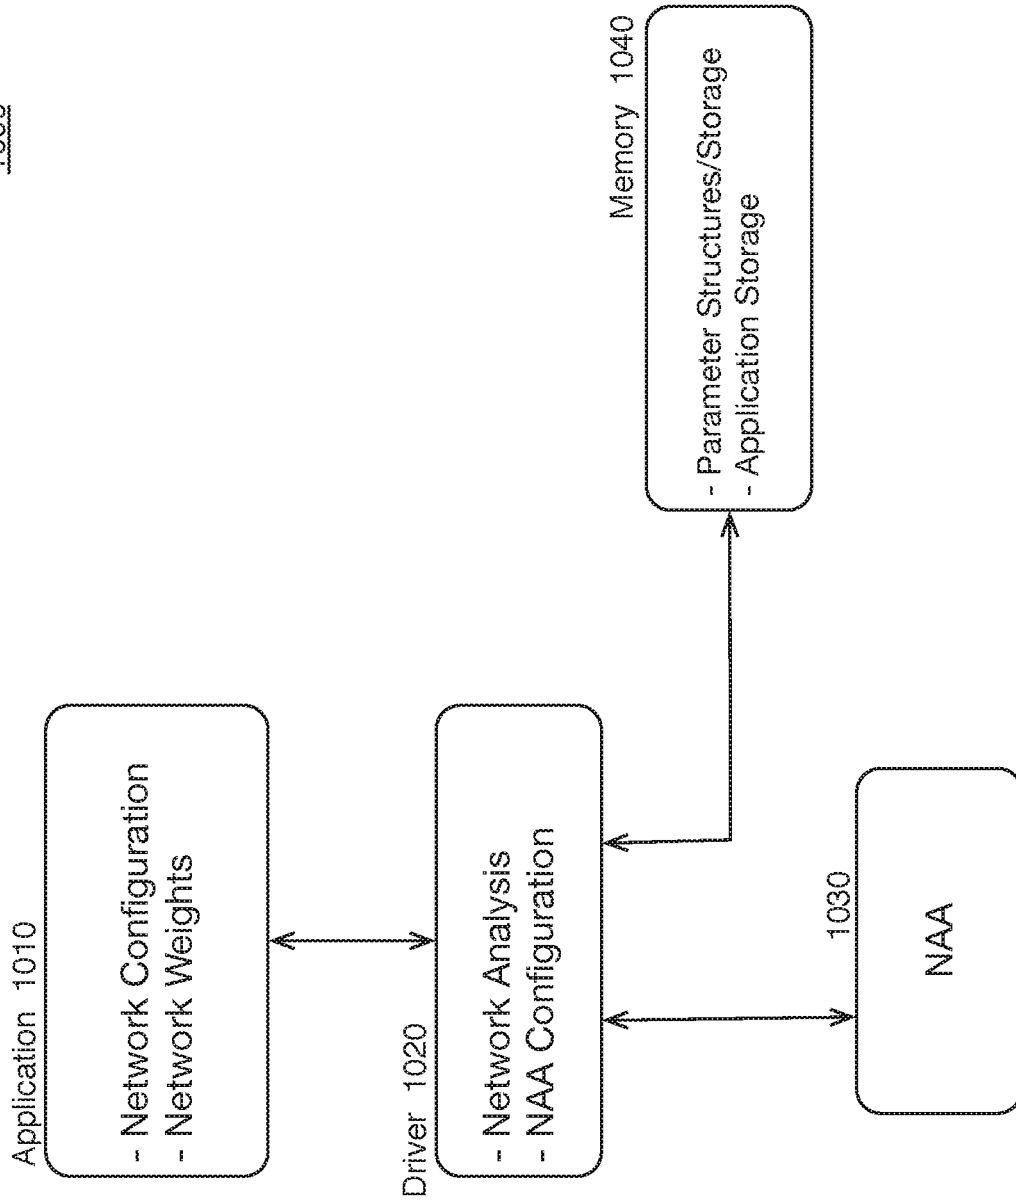 Application 1010
- Network Configuration
- Network Weights
Driver 1020
- Network Analysis
- NAA Configuration
1030
NAA
Memory 1040
- Parameter Structures/Storage
- Application Storage